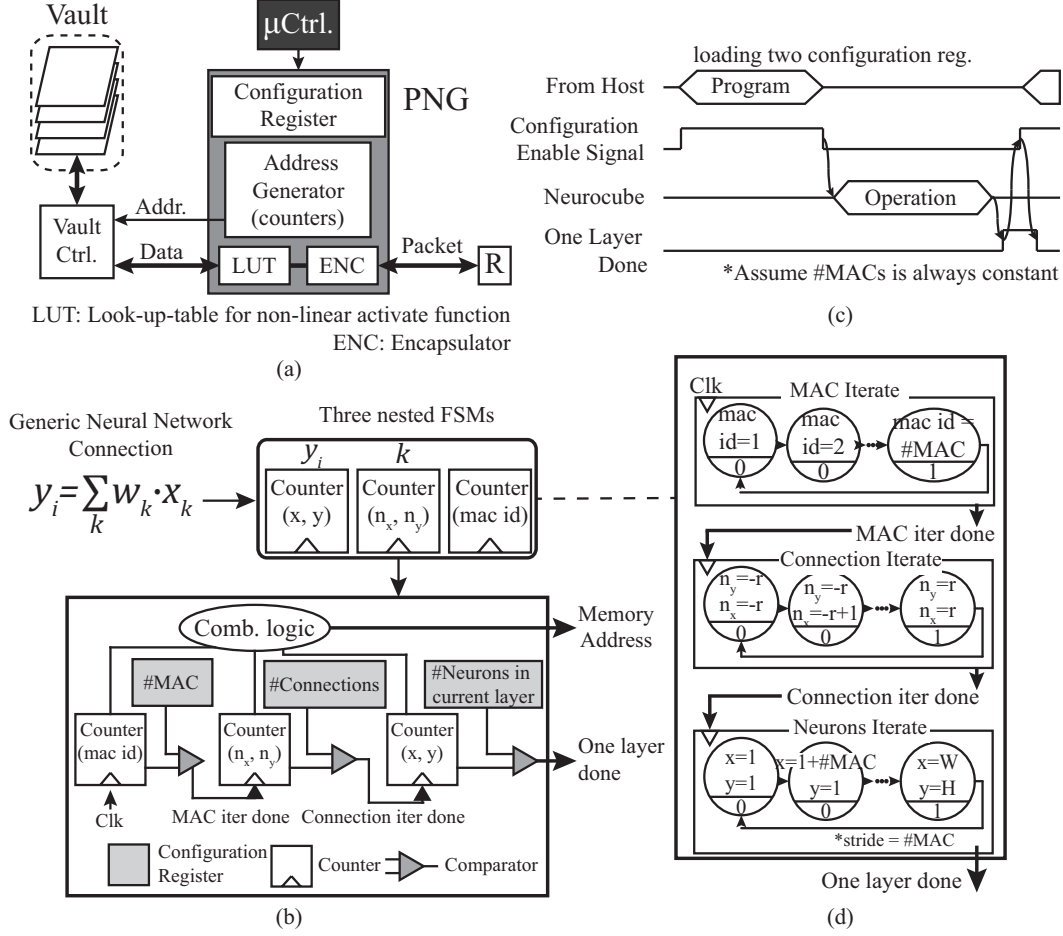 Vault
μCtrl.
PNG
Configuration
Register
Address
Generator
(counters)
Addr.
Vault
Ctrl.
Data
LUT
ENC
Packet
R
LUT: Look-up-table for non-linear activate function
ENC: Encapsulator
(a)
loading two configuration reg.
From Host
Program
Configuration
Enable Signal
Neurocube
Operation
One Layer
Done
*Assume #MACs is always constant
(c)
Generic Neural Network
Connection
y_i=∑_k w_k·x_k
Three nested FSMs
y_i
k
Counter
(x, y)
Counter
(n_x, n_y)
Counter
(mac id)
Comb. logic
Memory
Address
#MAC
#Connections
#Neurons in
current layer
Counter
(mac id)
Counter
(n_x, n_y)
Counter
(x, y)
One layer
done
Clk
MAC iter done
Connection iter done
Configuration
Register
Counter
Comparator
(b)
Clk
MAC Iterate
mac
id=1
0
mac
id=2
0
mac id =
#MAC
1
MAC iter done
Connection Iterate
n_y=-r
n_x=-r
0
n_y=-r
n_x=-r+1
0
n_y=r
n_x=r
1
Connection iter done
Neurons Iterate
x=1
y=1
0
x=1+#MAC
y=1
0
x=W
y=H
1
*stride = #MAC
One layer done
(d)